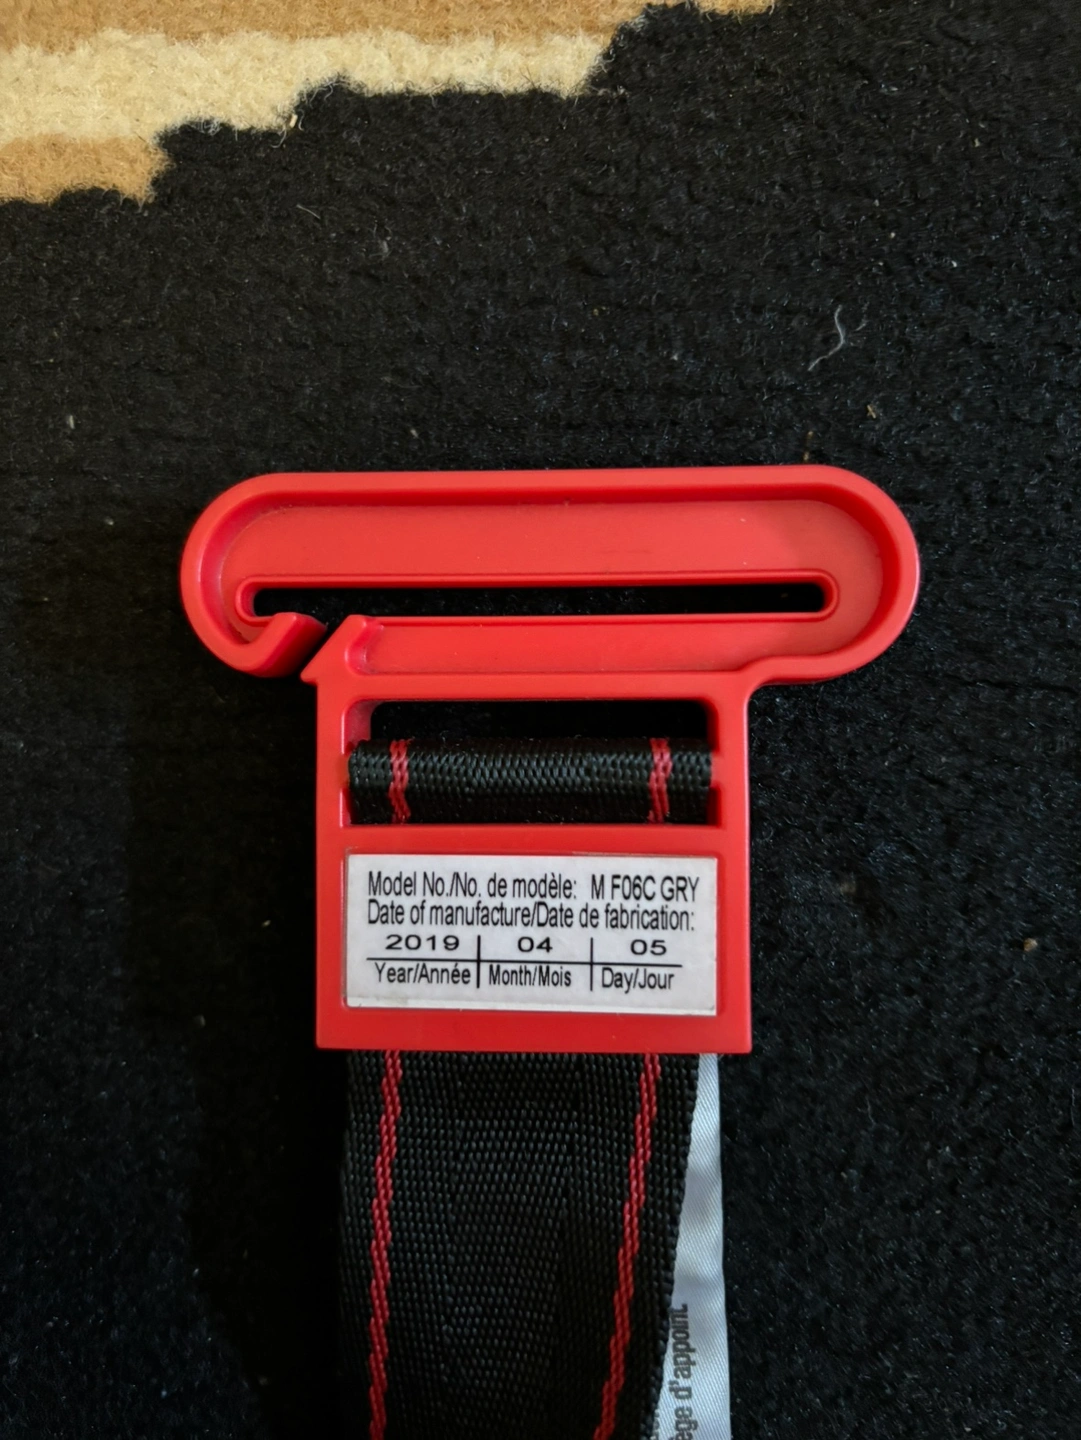 Model No./No. de modèle: M F06C GRY
Date of manufacture/Date de fabrication:
2019 04 05
Year/Année Month/Mois Day/Jour
d'appoint